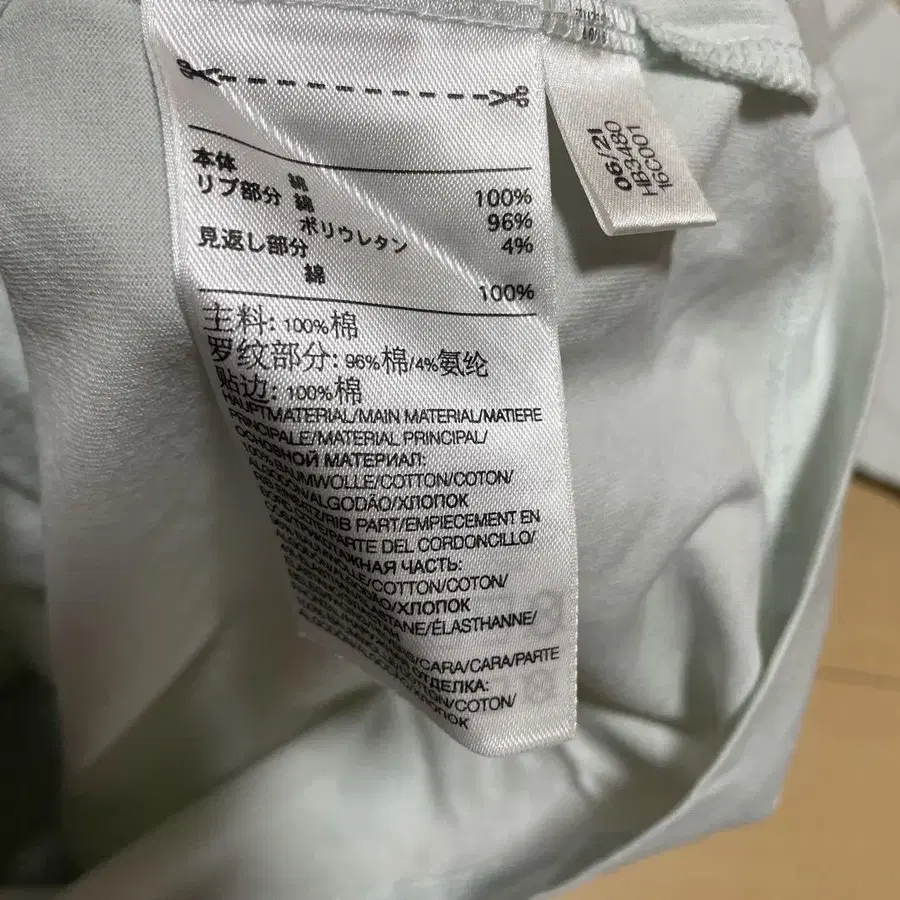 本体 綿 100%
リブ部分 綿 96%
ポリウレタン 4%
見返し部分
綿 100%
主料: 100%棉
罗纹部分: 96%棉/4%氨纶
贴边: 100%棉
HAUPTMATERIAL/MAIN MATERIAL/MATIERE
PRINCIPALE/MATERIAL PRINCIPAL/
ОСНОВНОЙ МАТЕРИАЛ:
100%BAUMWOLLE/COTTON/COTON/
ALGODON/ALGODÃO/ХЛОПОК
RIB PART/EMPIECEMENT EN
PARTE DEL CORDONCILLO/
ЧАСТЬ:
COTTON/COTON/
ХЛОПОК
ÉLASTHANNE/
CARA/CARA/PARTE
ОТДЕЛКА:
COTTON/COTON/
06/21
HB3480
16C001